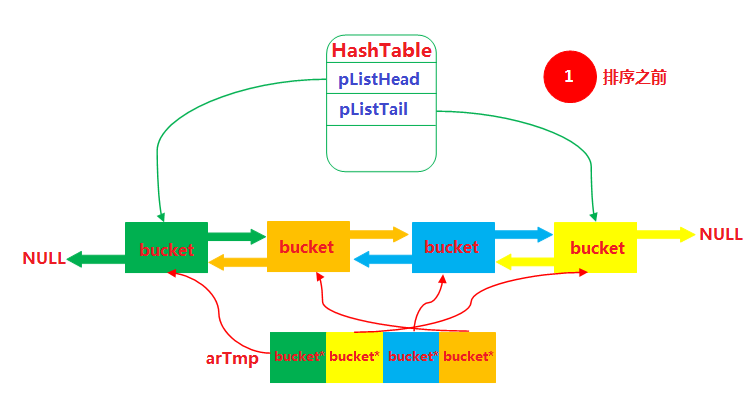 HashTable
pListHead
pListTail
1
排序之前
NULL
bucket
bucket
bucket
bucket
NULL
arTmp
bucket*
bucket*
bucket*
bucket*